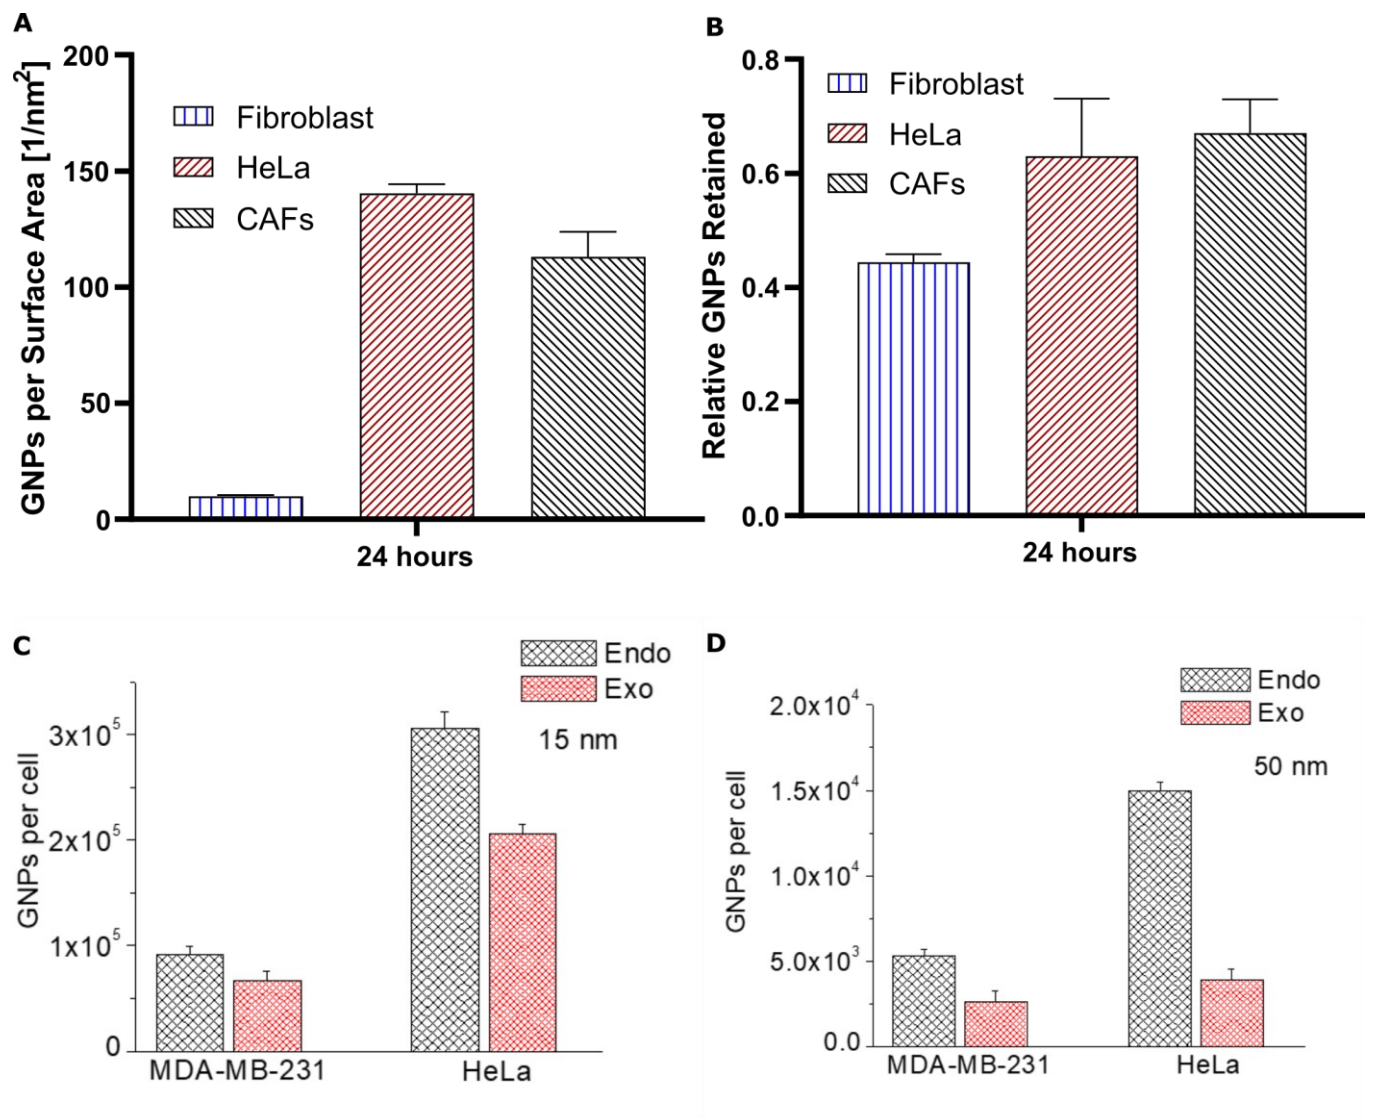 A
GNPs per Surface Area [1/nm²]
200
150
100
50
0
Fibroblast
HeLa
CAFs
24 hours
B
Relative GNPs Retained
0.8
0.6
0.4
0.2
0.0
Fibroblast
HeLa
CAFs
24 hours
C
GNPs per cell
3x10⁵
2x10⁵
1x10⁵
0
Endo
Exo
15 nm
MDA-MB-231
HeLa
D
GNPs per cell
2.0x10⁴
1.5x10⁴
1.0x10⁴
5.0x10³
0.0
Endo
Exo
50 nm
MDA-MB-231
HeLa